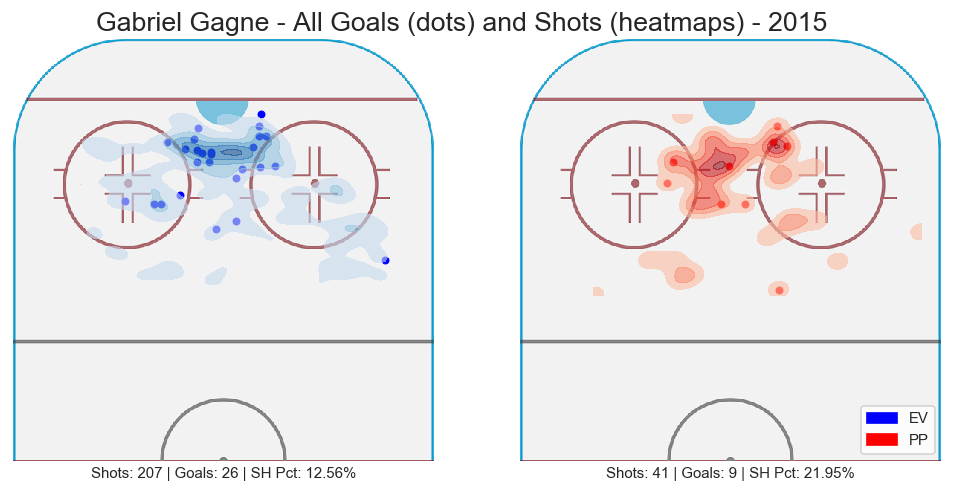 Gabriel Gagne - All Goals (dots) and Shots (heatmaps) - 2015
EV
PP
Shots: 207 | Goals: 26 | SH Pct: 12.56%
Shots: 41 | Goals: 9 | SH Pct: 21.95%